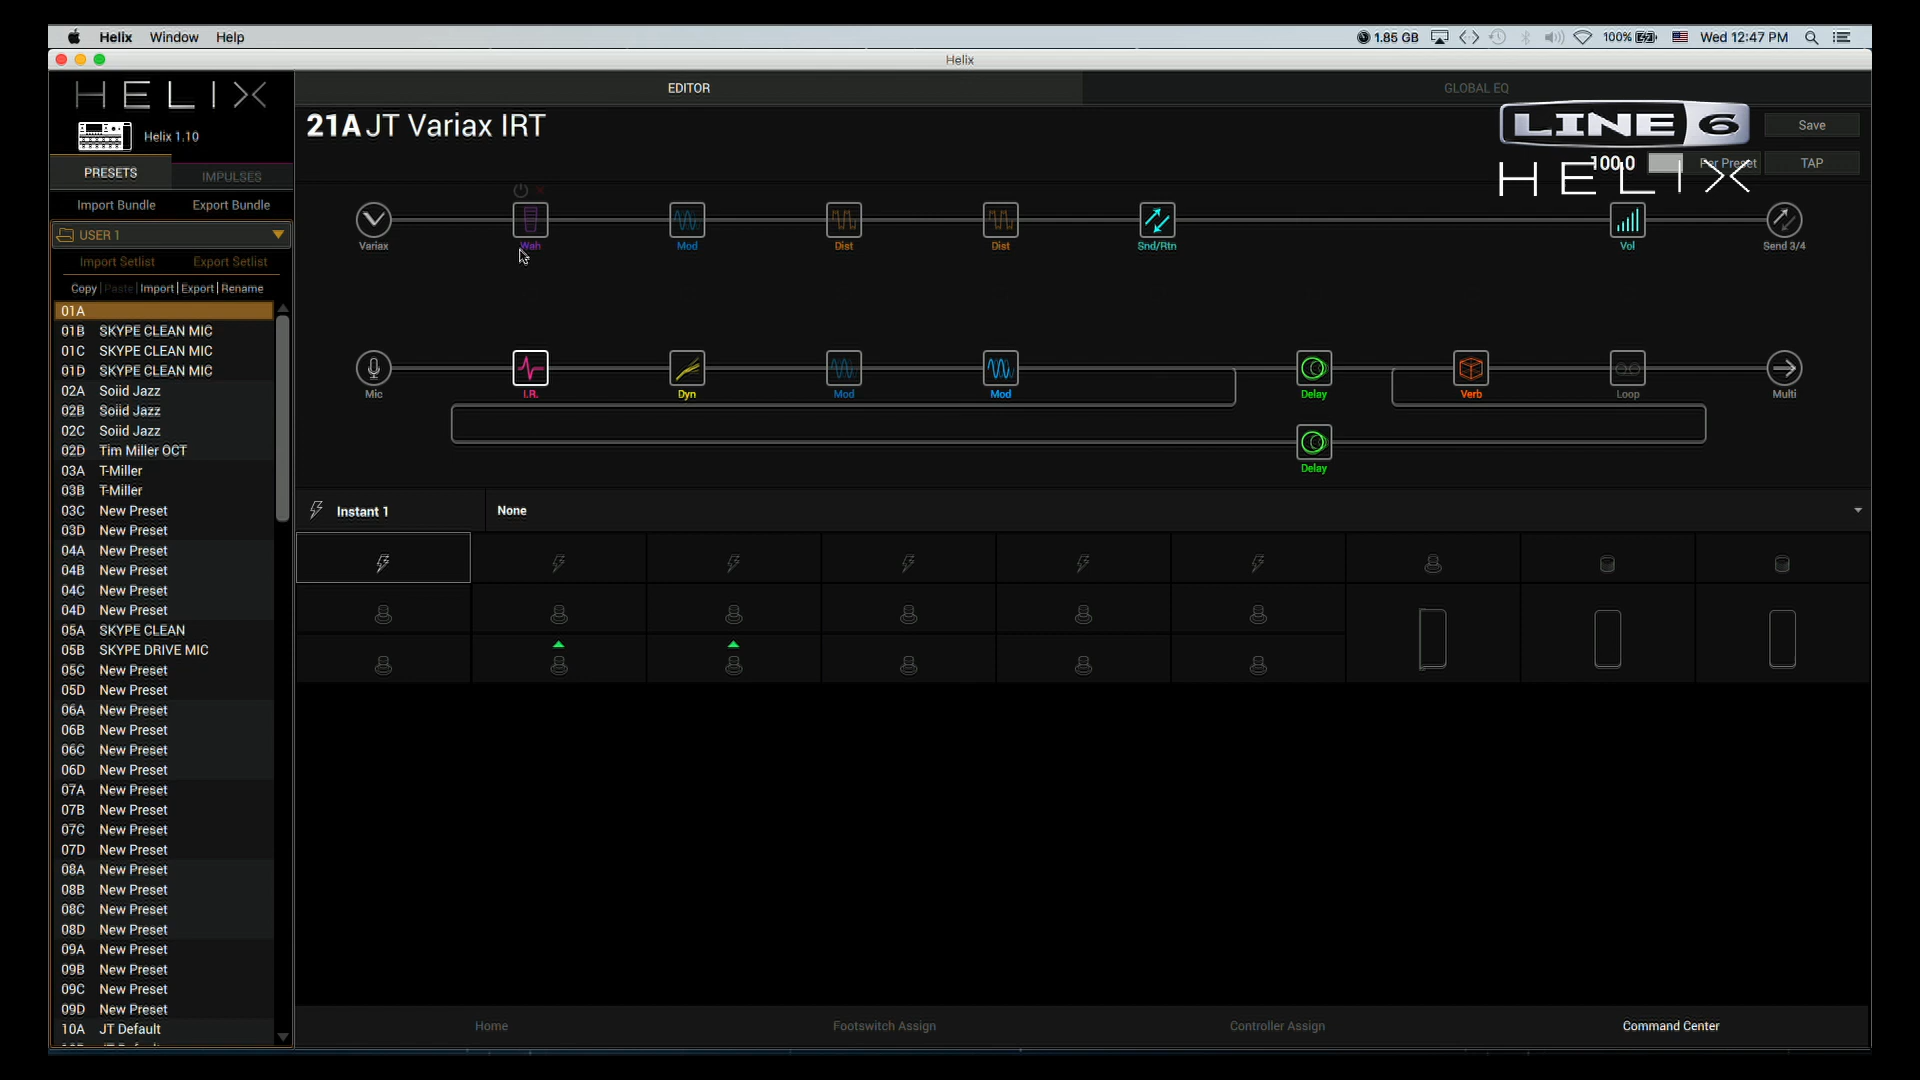 Helix Window Help
1.85 GB 100% Wed 12:47 PM
Helix
HELIX
Helix 1.10
PRESETS IMPULSES
Import Bundle Export Bundle
USER 1
Import Setlist Export Setlist
Copy | Paste | Import | Export | Rename
01A
01B SKYPE CLEAN MIC
01C SKYPE CLEAN MIC
01D SKYPE CLEAN MIC
02A Soiid Jazz
02B Soiid Jazz
02C Soiid Jazz
02D Tim Miller OCT
03A T-Miller
03B T-Miller
03C New Preset
03D New Preset
04A New Preset
04B New Preset
04C New Preset
04D New Preset
05A SKYPE CLEAN
05B SKYPE DRIVE MIC
05C New Preset
05D New Preset
06A New Preset
06B New Preset
06C New Preset
06D New Preset
07A New Preset
07B New Preset
07C New Preset
07D New Preset
08A New Preset
08B New Preset
08C New Preset
08D New Preset
09A New Preset
09B New Preset
09C New Preset
09D New Preset
10A JT Default
EDITOR GLOBAL EQ
21A JT Variax IRT
LINE 6
Save
100.0 Per Preset TAP
HELIX
Variax Wah Mod Dist Dist Snd/Rtn Vol Send 3/4
Mic I.R. Dyn Mod Mod Delay Verb Loop Multi
Delay
Instant 1 None
Home Footswitch Assign Controller Assign Command Center